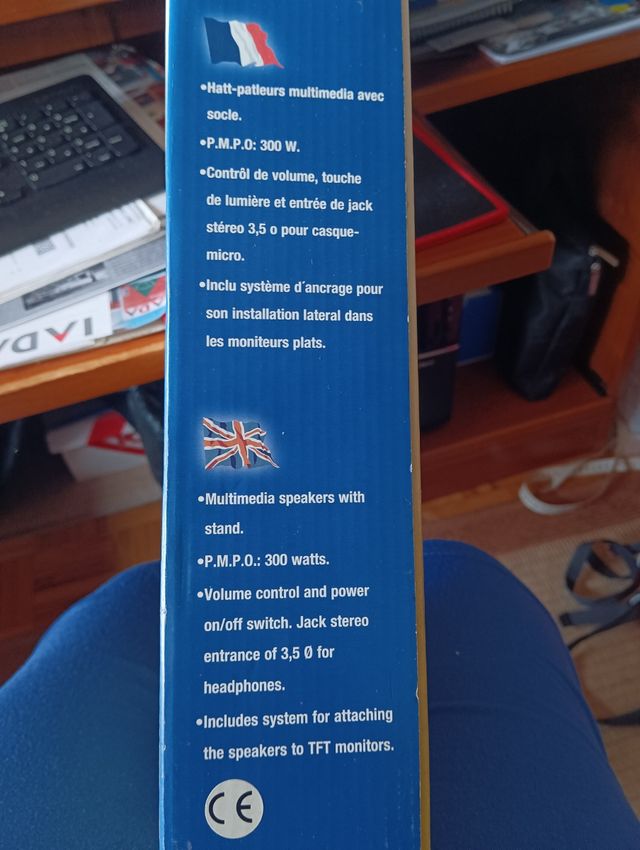 •Hatt-patleurs multimedia avec
socle.
•P.M.P.O: 300 W.
•Contrôl de volume, touche
de lumière et entrée de jack
stéreo 3,5 o pour casque-
micro.
•Inclu système d´ancrage pour
son installation lateral dans
les moniteurs plats.
•Multimedia speakers with
stand.
•P.M.P.O.: 300 watts.
•Volume control and power
on/off switch. Jack stereo
entrance of 3,5 Ø for
headphones.
•Includes system for attaching
the speakers to TFT monitors.
CE